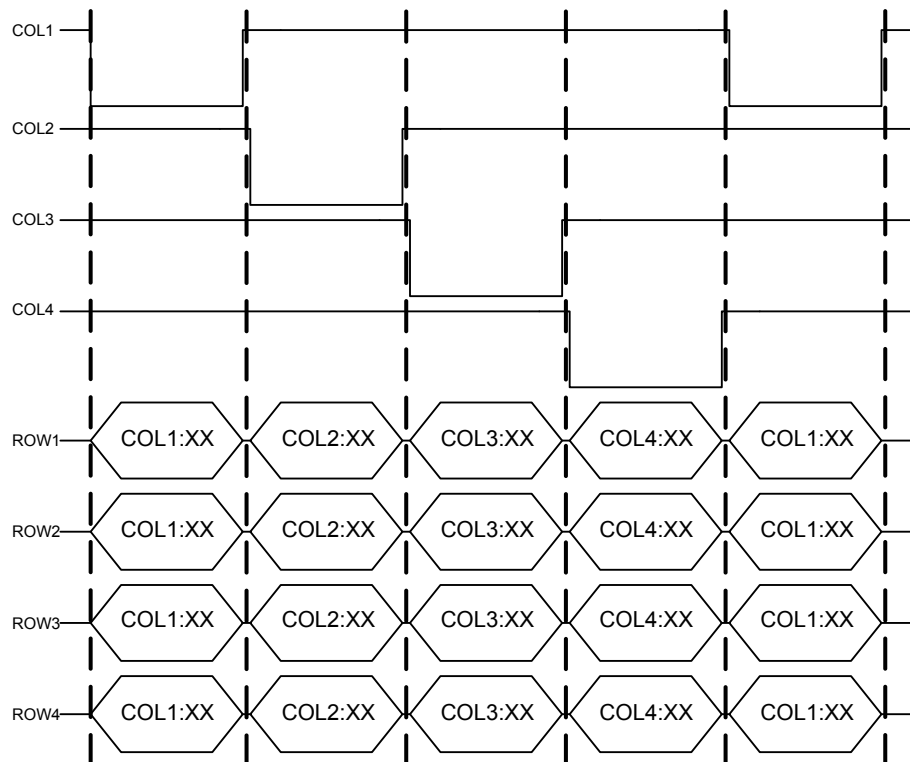 COL1
COL2
COL3
COL4
ROW1 COL1:XX COL2:XX COL3:XX COL4:XX COL1:XX
ROW2 COL1:XX COL2:XX COL3:XX COL4:XX COL1:XX
ROW3 COL1:XX COL2:XX COL3:XX COL4:XX COL1:XX
ROW4 COL1:XX COL2:XX COL3:XX COL4:XX COL1:XX